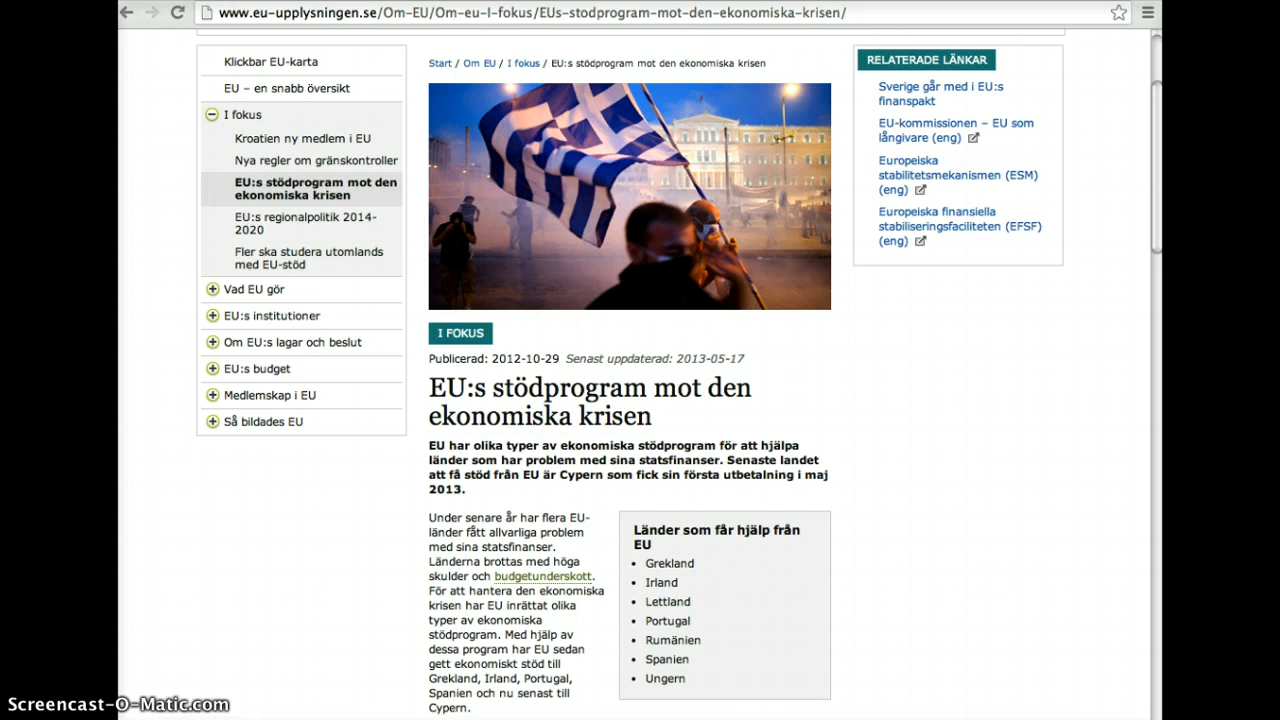 www.eu-upplysningen.se/Om-EU/Om-eu-I-fokus/EUs-stodprogram-mot-den-ekonomiska-krisen/
Klickbar EU-karta
EU – en snabb översikt
I fokus
Kroatien ny medlem i EU
Nya regler om gränskontroller
EU:s stödprogram mot den
ekonomiska krisen
EU:s regionalpolitik 2014-
2020
Fler ska studera utomlands
med EU-stöd
Vad EU gör
EU:s institutioner
Om EU:s lagar och beslut
EU:s budget
Medlemskap i EU
Så bildades EU
Start / Om EU / I fokus / EU:s stödprogram mot den ekonomiska krisen
I FOKUS
Publicerad: 2012-10-29 Senast uppdaterad: 2013-05-17
EU:s stödprogram mot den
ekonomiska krisen
EU har olika typer av ekonomiska stödprogram för att hjälpa
länder som har problem med sina statsfinanser. Senaste landet
att få stöd från EU är Cypern som fick sin första utbetalning i maj
2013.
Under senare år har flera EU-
länder fått allvarliga problem
med sina statsfinanser.
Länderna brottas med höga
skulder och budgetunderskott.
För att hantera den ekonomiska
krisen har EU inrättat olika
typer av ekonomiska
stödprogram. Med hjälp av
dessa program har EU sedan
gett ekonomiskt stöd till
Grekland, Irland, Portugal,
Spanien och nu senast till
Cypern.
Länder som får hjälp från
EU
• Grekland
• Irland
• Lettland
• Portugal
• Rumänien
• Spanien
• Ungern
RELATERADE LÄNKAR
Sverige går med i EU:s
finanspakt
EU-kommissionen – EU som
långivare (eng)
Europeiska
stabilitetsmekanismen (ESM)
(eng)
Europeiska finansiella
stabiliseringsfaciliteten (EFSF)
(eng)
Screencast-O-Matic.com